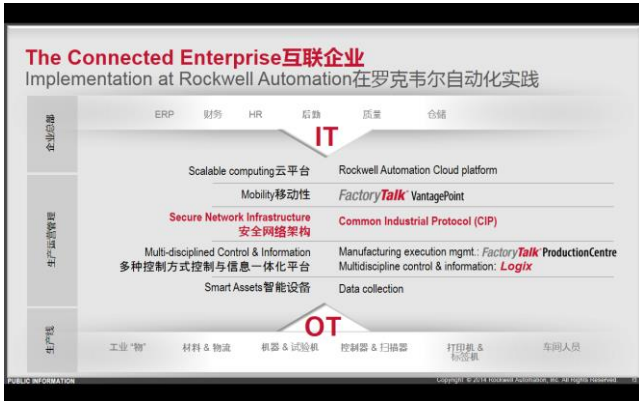 The Connected Enterprise互联企业
Implementation at Rockwell Automation在罗克韦尔自动化实践
企业总部
ERP 财务 HR 后勤 质量 仓储
IT
生产运营管理
Scalable computing云平台 Rockwell Automation Cloud platform
Mobility移动性 FactoryTalk VantagePoint
Secure Network Infrastructure
安全网络架构
Common Industrial Protocol (CIP)
Multi-disciplined Control & Information
多种控制方式控制与信息一体化平台
Manufacturing execution mgmt.: FactoryTalk ProductionCentre
Multidiscipline control & information: Logix
Smart Assets智能设备 Data collection
OT
生产线
工业 "物" 材料 & 物流 机器 & 试验机 控制器 & 扫描器 打印机 &
标签机
车间人员
PUBLIC INFORMATION
Copyright © 2014 Rockwell Automation, Inc. All Rights Reserved.